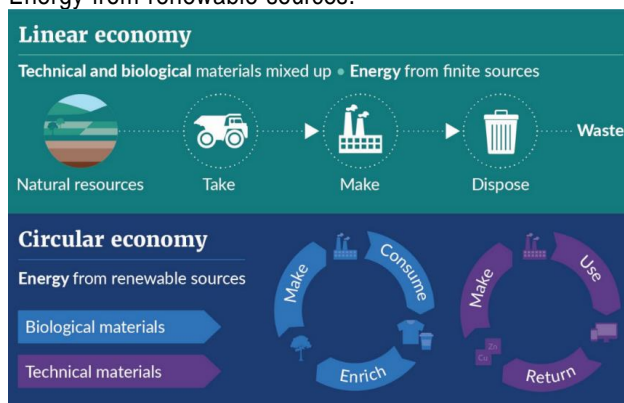 Energy from renewable sources.
Linear economy
Technical and biological materials mixed up • Energy from finite sources
Natural resources
Take
Make
Dispose
Waste
Circular economy
Energy from renewable sources
Biological materials
Technical materials
Make
Consume
Enrich
Make
Use
Return
Zn
Cu